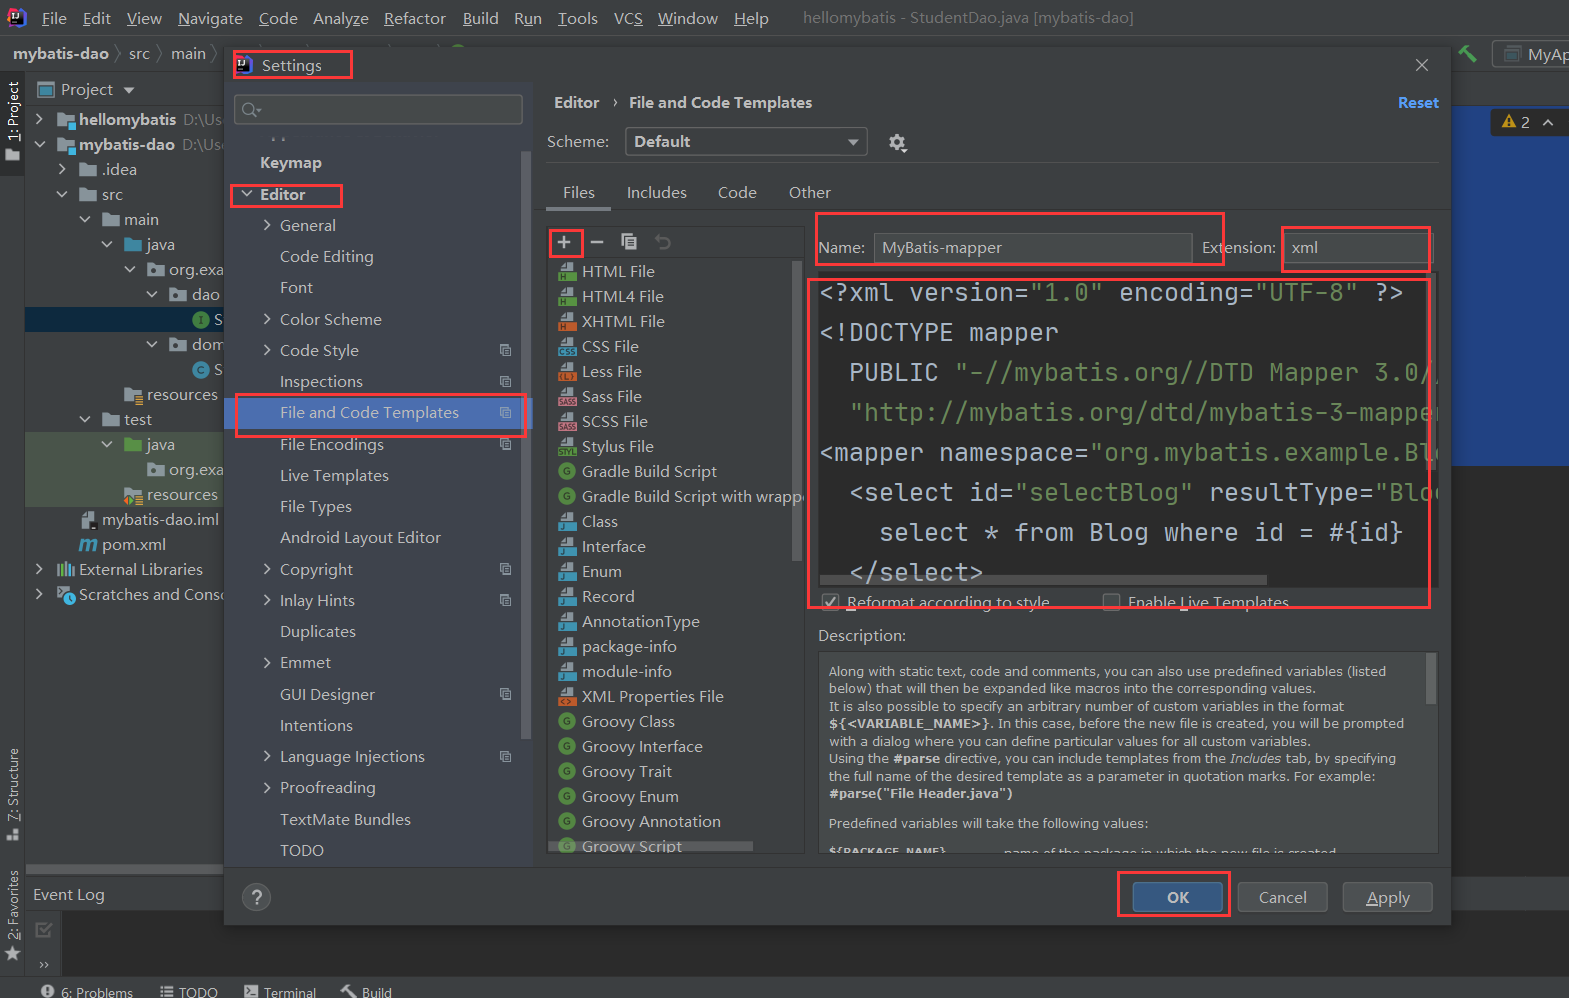 File Edit View Navigate Code Analyze Refactor Build Run Tools VCS Window Help hellomybatis - StudentDao.java [mybatis-dao]
mybatis-dao src main
MyAp
Settings
1: Project
Project
hellomybatis D:\Us
mybatis-dao D:\Use
.idea
src
main
java
org.exa
dao
S
dom
S
resources
test
java
org.exa
resources
mybatis-dao.iml
pom.xml
External Libraries
Scratches and Conso
7: Structure
2: Favorites
Keymap
Editor
General
Code Editing
Font
Color Scheme
Code Style
Inspections
File and Code Templates
File Encodings
Live Templates
File Types
Android Layout Editor
Copyright
Inlay Hints
Duplicates
Emmet
GUI Designer
Intentions
Language Injections
Proofreading
TextMate Bundles
TODO
Editor › File and Code Templates
Reset
2
Scheme: Default
Files Includes Code Other
HTML File
HTML4 File
XHTML File
CSS File
Less File
Sass File
SCSS File
Stylus File
Gradle Build Script
Gradle Build Script with wrappe
Class
Interface
Enum
Record
AnnotationType
package-info
module-info
XML Properties File
Groovy Class
Groovy Interface
Groovy Trait
Groovy Enum
Groovy Annotation
Groovy Script
Name: MyBatis-mapper Extension: xml
<?xml version="1.0" encoding="UTF-8" ?>
<!DOCTYPE mapper
PUBLIC "-//mybatis.org//DTD Mapper 3.0/
"http://mybatis.org/dtd/mybatis-3-mapper
<mapper namespace="org.mybatis.example.Blo
<select id="selectBlog" resultType="Blog
select * from Blog where id = #{id}
</select>
Reformat according to style Enable Live Templates
Description:
Along with static text, code and comments, you can also use predefined variables (listed
below) that will then be expanded like macros into the corresponding values.
It is also possible to specify an arbitrary number of custom variables in the format
${<VARIABLE_NAME>}. In this case, before the new file is created, you will be prompted
with a dialog where you can define particular values for all custom variables.
Using the #parse directive, you can include templates from the Includes tab, by specifying
the full name of the desired template as a parameter in quotation marks. For example:
#parse("File Header.java")
Predefined variables will take the following values:
${PACKAGE_NAME} name of the package in which the new file is created
? OK Cancel Apply
Event Log
6: Problems TODO Terminal Build